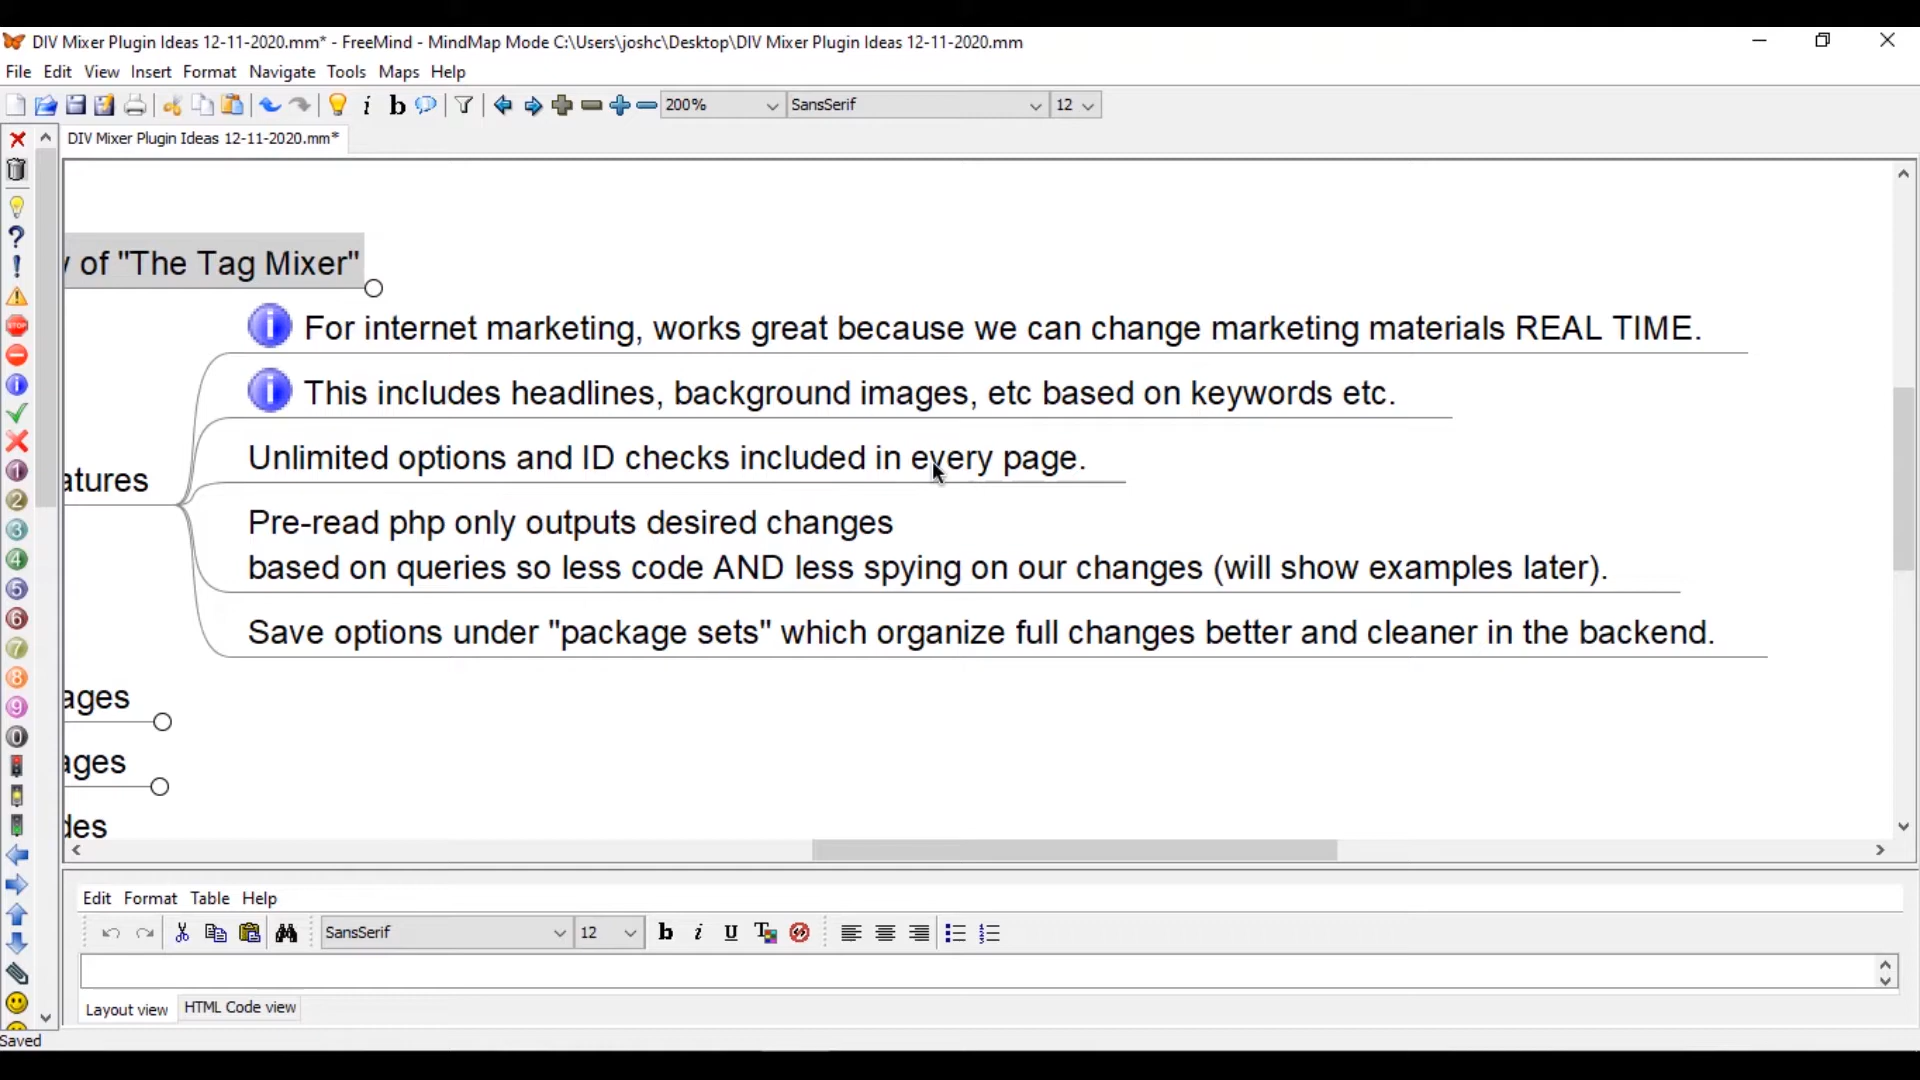 DIV Mixer Plugin Ideas 12-11-2020.mm* - FreeMind - MindMap Mode C:\Users\joshc\Desktop\DIV Mixer Plugin Ideas 12-11-2020.mm
File Edit View Insert Format Navigate Tools Maps Help
200% SansSerif 12
DIV Mixer Plugin Ideas 12-11-2020.mm*
of "The Tag Mixer"
For internet marketing, works great because we can change marketing materials REAL TIME.
This includes headlines, background images, etc based on keywords etc.
Unlimited options and ID checks included in every page.
atures
Pre-read php only outputs desired changes
based on queries so less code AND less spying on our changes (will show examples later).
Save options under "package sets" which organize full changes better and cleaner in the backend.
ages
ages
des
Edit Format Table Help
SansSerif 12
Layout view HTML Code view
Saved